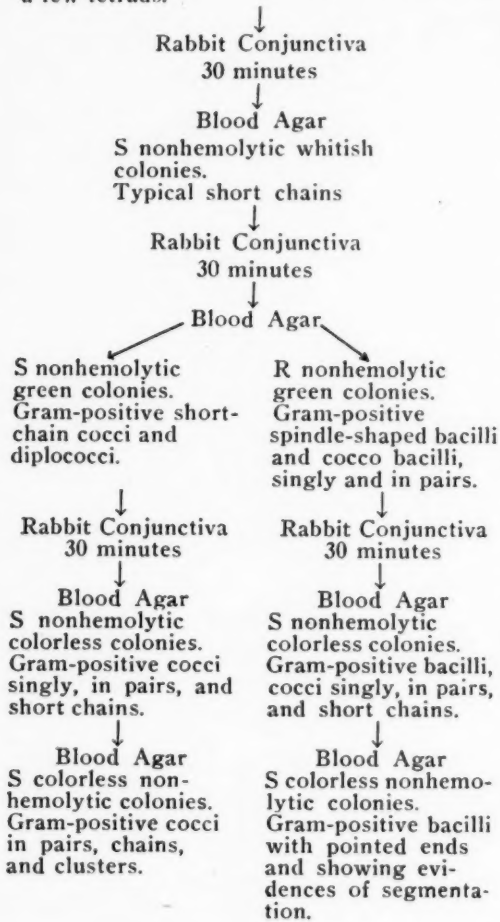 a few tetrads.
Rabbit Conjunctiva
30 minutes
Blood Agar
S nonhemolytic whitish
colonies.
Typical short chains
Rabbit Conjunctiva
30 minutes
Blood Agar
S nonhemolytic
green colonies.
Gram-positive short-
chain cocci and
diplococci.
Rabbit Conjunctiva
30 minutes
Blood Agar
S nonhemolytic
colorless colonies.
Gram-positive cocci
singly, in pairs, and
short chains.
Blood Agar
S colorless non-
hemolytic colonies.
Gram-positive cocci
in pairs, chains,
and clusters.
R nonhemolytic
green colonies.
Gram-positive
spindle-shaped bacilli
and cocco bacilli,
singly and in pairs.
Rabbit Conjunctiva
30 minutes
Blood Agar
S nonhemolytic
colorless colonies.
Gram-positive bacilli,
cocci singly, in pairs,
and short chains.
Blood Agar
S colorless nonhemo-
lytic colonies.
Gram-positive bacilli
with pointed ends
and showing evi-
dences of segmenta-
tion.